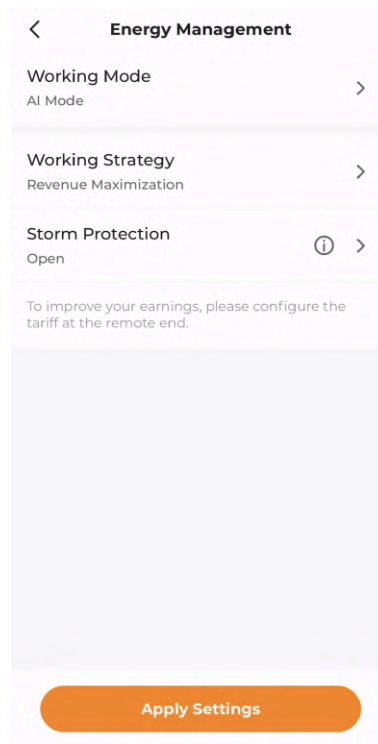 Energy Management
Working Mode
AI Mode
Working Strategy
Revenue Maximization
Storm Protection
Open
To improve your earnings, please configure the
tariff at the remote end.
Apply Settings